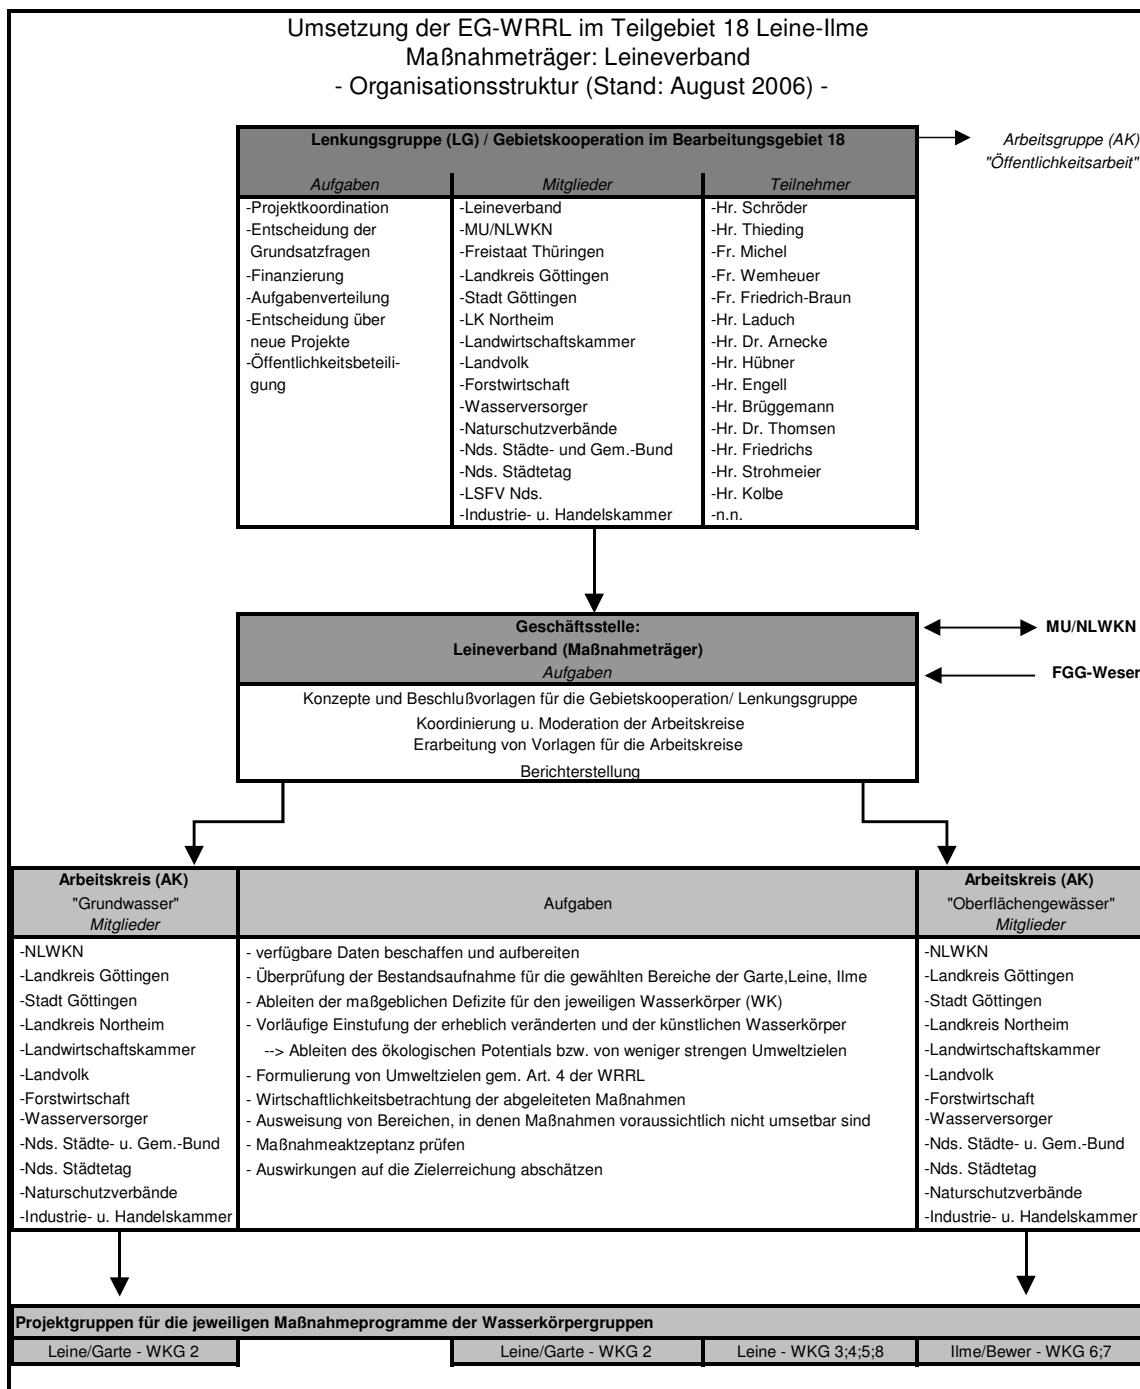 Umsetzung der EG-WRRL im Teilgebiet 18 Leine-Ilme
Maßnahmeträger: Leineverband
- Organisationsstruktur (Stand: August 2006) -
Lenkungsgruppe (LG) / Gebietskooperation im Bearbeitungsgebiet 18
Arbeitsgruppe (AK)
"Öffentlichkeitsarbeit"
Aufgaben
-Projektkoordination
-Entscheidung der
Grundsatzfragen
-Finanzierung
-Aufgabenverteilung
-Entscheidung über
neue Projekte
-Öffentlichkeitsbeteili-
gung
Mitglieder
-Leineverband
-MU/NLWKN
-Freistaat Thüringen
-Landkreis Göttingen
-Stadt Göttingen
-LK Northeim
-Landwirtschaftskammer
-Landvolk
-Forstwirtschaft
-Wasserversorger
-Naturschutzverbände
-Nds. Städte- und Gem.-Bund
-Nds. Städtetag
-LSFV Nds.
-Industrie- u. Handelskammer
Teilnehmer
-Hr. Schröder
-Hr. Thieding
-Fr. Michel
-Fr. Wemheuer
-Fr. Friedrich-Braun
-Hr. Laduch
-Hr. Dr. Arnecke
-Hr. Hübner
-Hr. Engell
-Hr. Brüggemann
-Hr. Dr. Thomsen
-Hr. Friedrichs
-Hr. Strohmeier
-Hr. Kolbe
-n.n.
Geschäftsstelle:
Leineverband (Maßnahmeträger)
Aufgaben
MU/NLWKN
FGG-Weser
Konzepte und Beschlußvorlagen für die Gebietskooperation/ Lenkungsgruppe
Koordinierung u. Moderation der Arbeitskreise
Erarbeitung von Vorlagen für die Arbeitskreise
Berichterstellung
Arbeitskreis (AK)
"Grundwasser"
Mitglieder
-NLWKN
-Landkreis Göttingen
-Stadt Göttingen
-Landkreis Northeim
-Landwirtschaftskammer
-Landvolk
-Forstwirtschaft
-Wasserversorger
-Nds. Städte- u. Gem.-Bund
-Nds. Städtetag
-Naturschutzverbände
-Industrie- u. Handelskammer
Aufgaben
- verfügbare Daten beschaffen und aufbereiten
- Überprüfung der Bestandsaufnahme für die gewählten Bereiche der Garte,Leine, Ilme
- Ableiten der maßgeblichen Defizite für den jeweiligen Wasserkörper (WK)
- Vorläufige Einstufung der erheblich veränderten und der künstlichen Wasserkörper
--> Ableiten des ökologischen Potentials bzw. von weniger strengen Umweltzielen
- Formulierung von Umweltzielen gem. Art. 4 der WRRL
- Wirtschaftlichkeitsbetrachtung der abgeleiteten Maßnahmen
- Ausweisung von Bereichen, in denen Maßnahmen voraussichtlich nicht umsetbar sind
- Maßnahmeaktzeptanz prüfen
- Auswirkungen auf die Zielerreichung abschätzen
Arbeitskreis (AK)
"Oberflächengewässer"
Mitglieder
-NLWKN
-Landkreis Göttingen
-Stadt Göttingen
-Landkreis Northeim
-Landwirtschaftskammer
-Landvolk
-Forstwirtschaft
-Wasserversorger
-Nds. Städte- u. Gem.-Bund
-Nds. Städtetag
-Naturschutzverbände
-Industrie- u. Handelskammer
Projektgruppen für die jeweiligen Maßnahmeprogramme der Wasserkörpergruppen
Leine/Garte - WKG 2
Leine/Garte - WKG 2
Leine - WKG 3;4;5;8
Ilme/Bewer - WKG 6;7